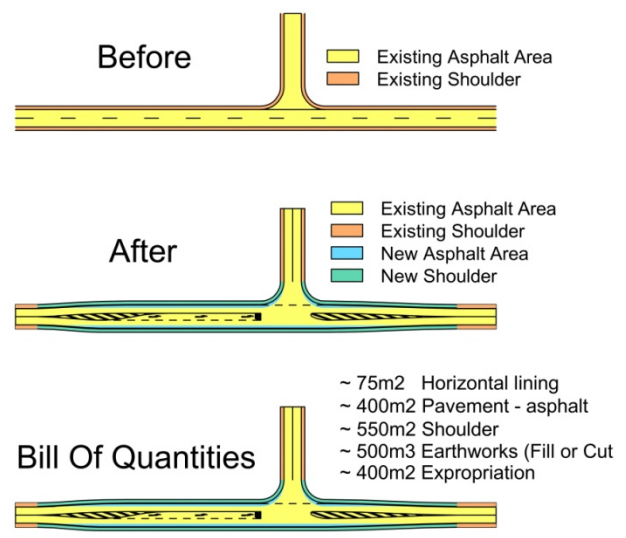 Before
Existing Asphalt Area
Existing Shoulder
After
Existing Asphalt Area
Existing Shoulder
New Asphalt Area
New Shoulder
Bill Of Quantities
~ 75m2 Horizontal lining
~ 400m2 Pavement - asphalt
~ 550m2 Shoulder
~ 500m3 Earthworks (Fill or Cut
~ 400m2 Expropriation